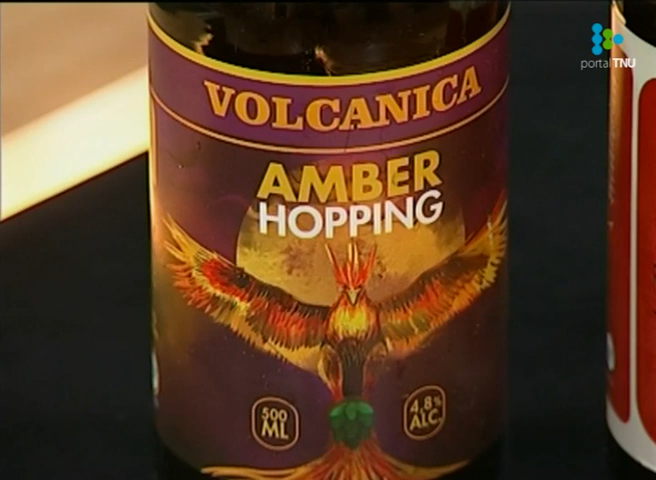 portal TNU
VOLCANICA
AMBER
HOPPING
500
ML
4,8%
ALC.